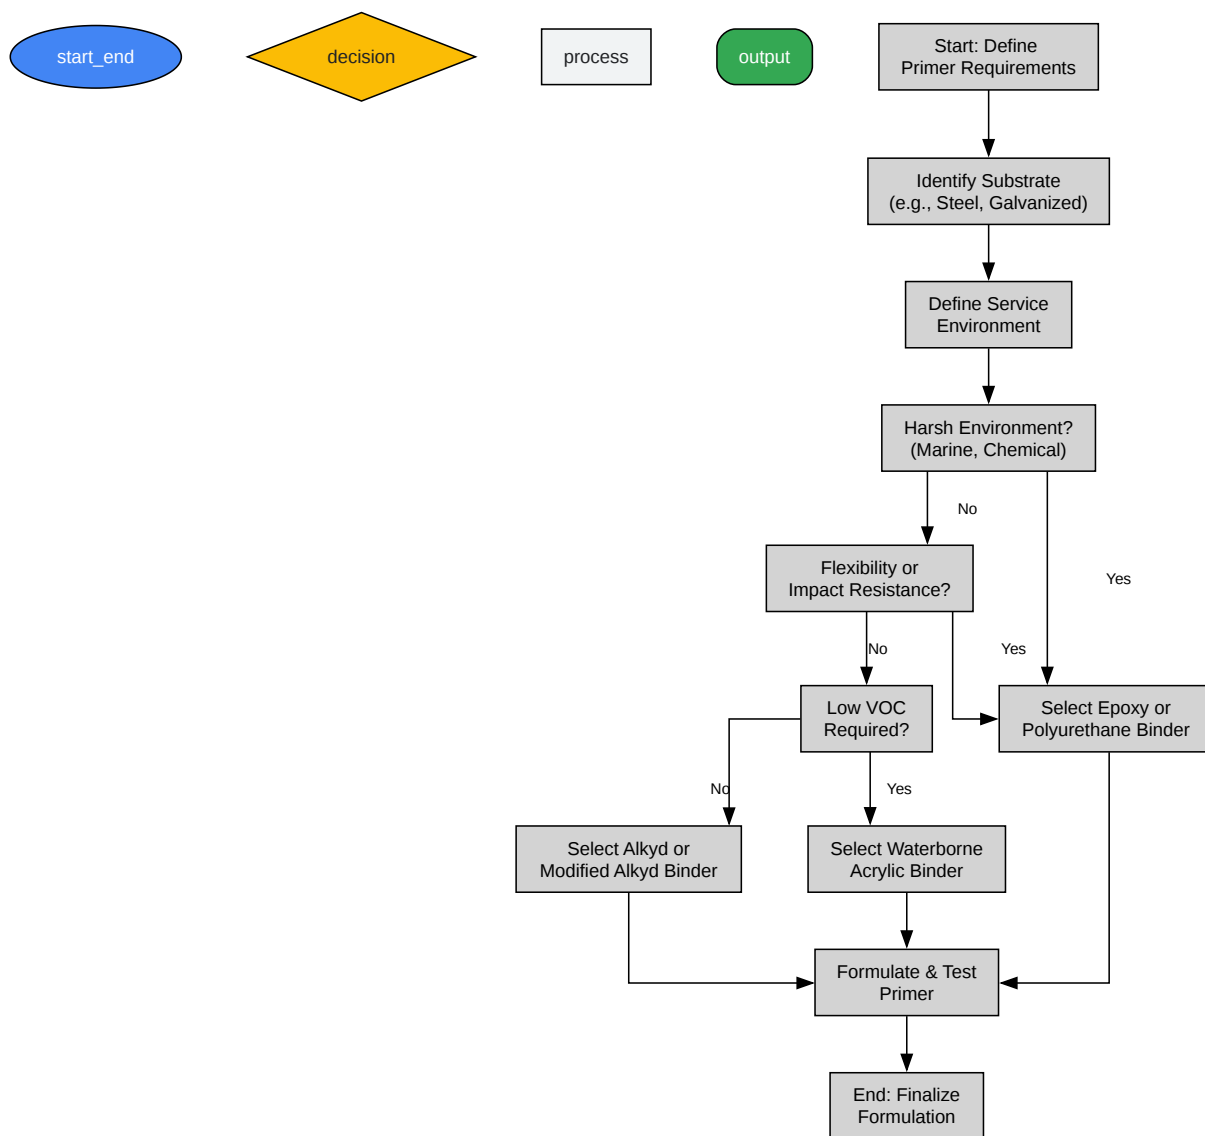 start_end
decision
process
output
Start: Define
Primer Requirements
Identify Substrate
(e.g., Steel, Galvanized)
Define Service
Environment
Harsh Environment?
(Marine, Chemical)
No
Yes
Flexibility or
Impact Resistance?
No
Yes
Low VOC
Required?
Select Epoxy or
Polyurethane Binder
No
Yes
Select Alkyd or
Modified Alkyd Binder
Select Waterborne
Acrylic Binder
Formulate & Test
Primer
End: Finalize
Formulation